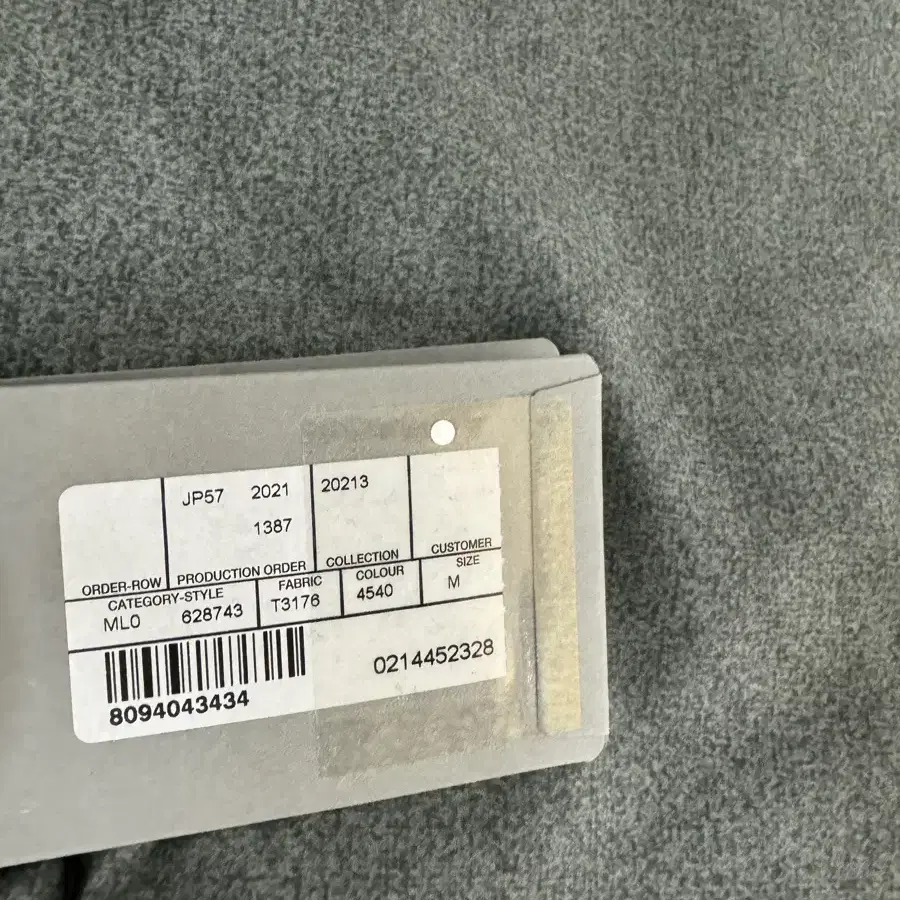 JP57 2021 20213
1387
ORDER-ROW PRODUCTION ORDER COLLECTION CUSTOMER
CATEGORY-STYLE FABRIC COLOUR SIZE
ML0 628743 T3176 4540 M
8094043434 0214452328